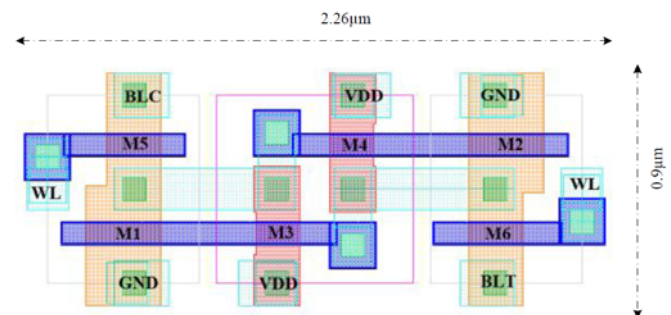 2.26μm
BLC VDD GND
M5 M4 M2
WL WL
M1 M3 M6
GND VDD BLT
0.9μm